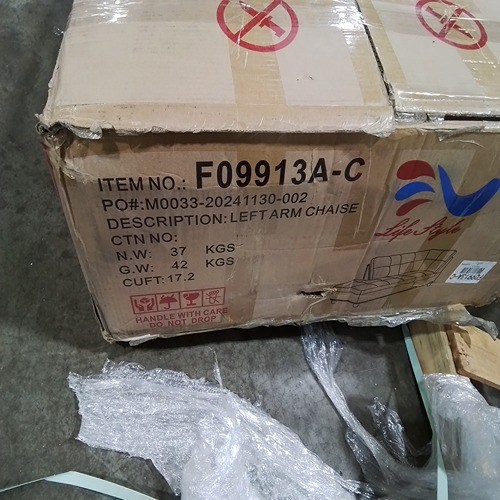 ITEM NO.: F09913A-C
PO#:M0033-20241130-002
DESCRIPTION: LEFT ARM CHAISE
CTN NO:
N.W: 37 KGS
G.W: 42 KGS
CUFT: 17.2
HANDLE WITH CARE
DO NOT DROP
Life Style